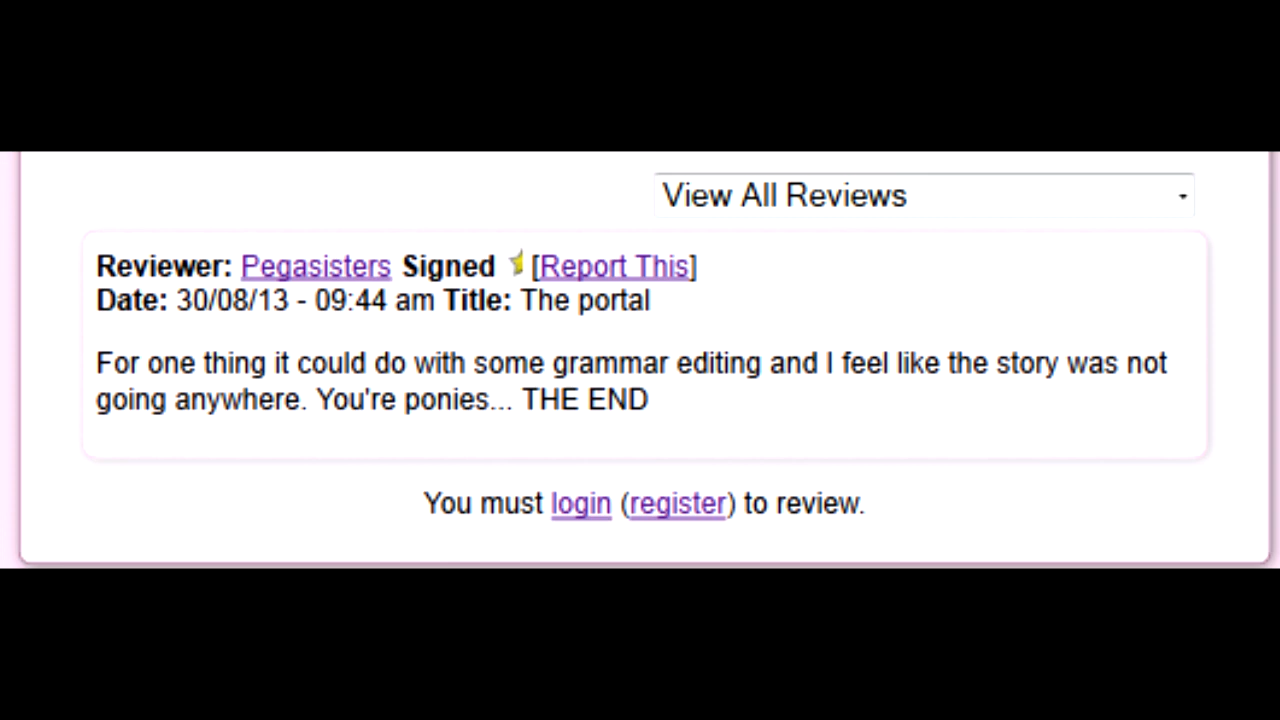 View All Reviews
Reviewer: Pegasisters Signed [Report This]
Date: 30/08/13 - 09:44 am Title: The portal
For one thing it could do with some grammar editing and I feel like the story was not
going anywhere. You're ponies... THE END
You must login (register) to review.